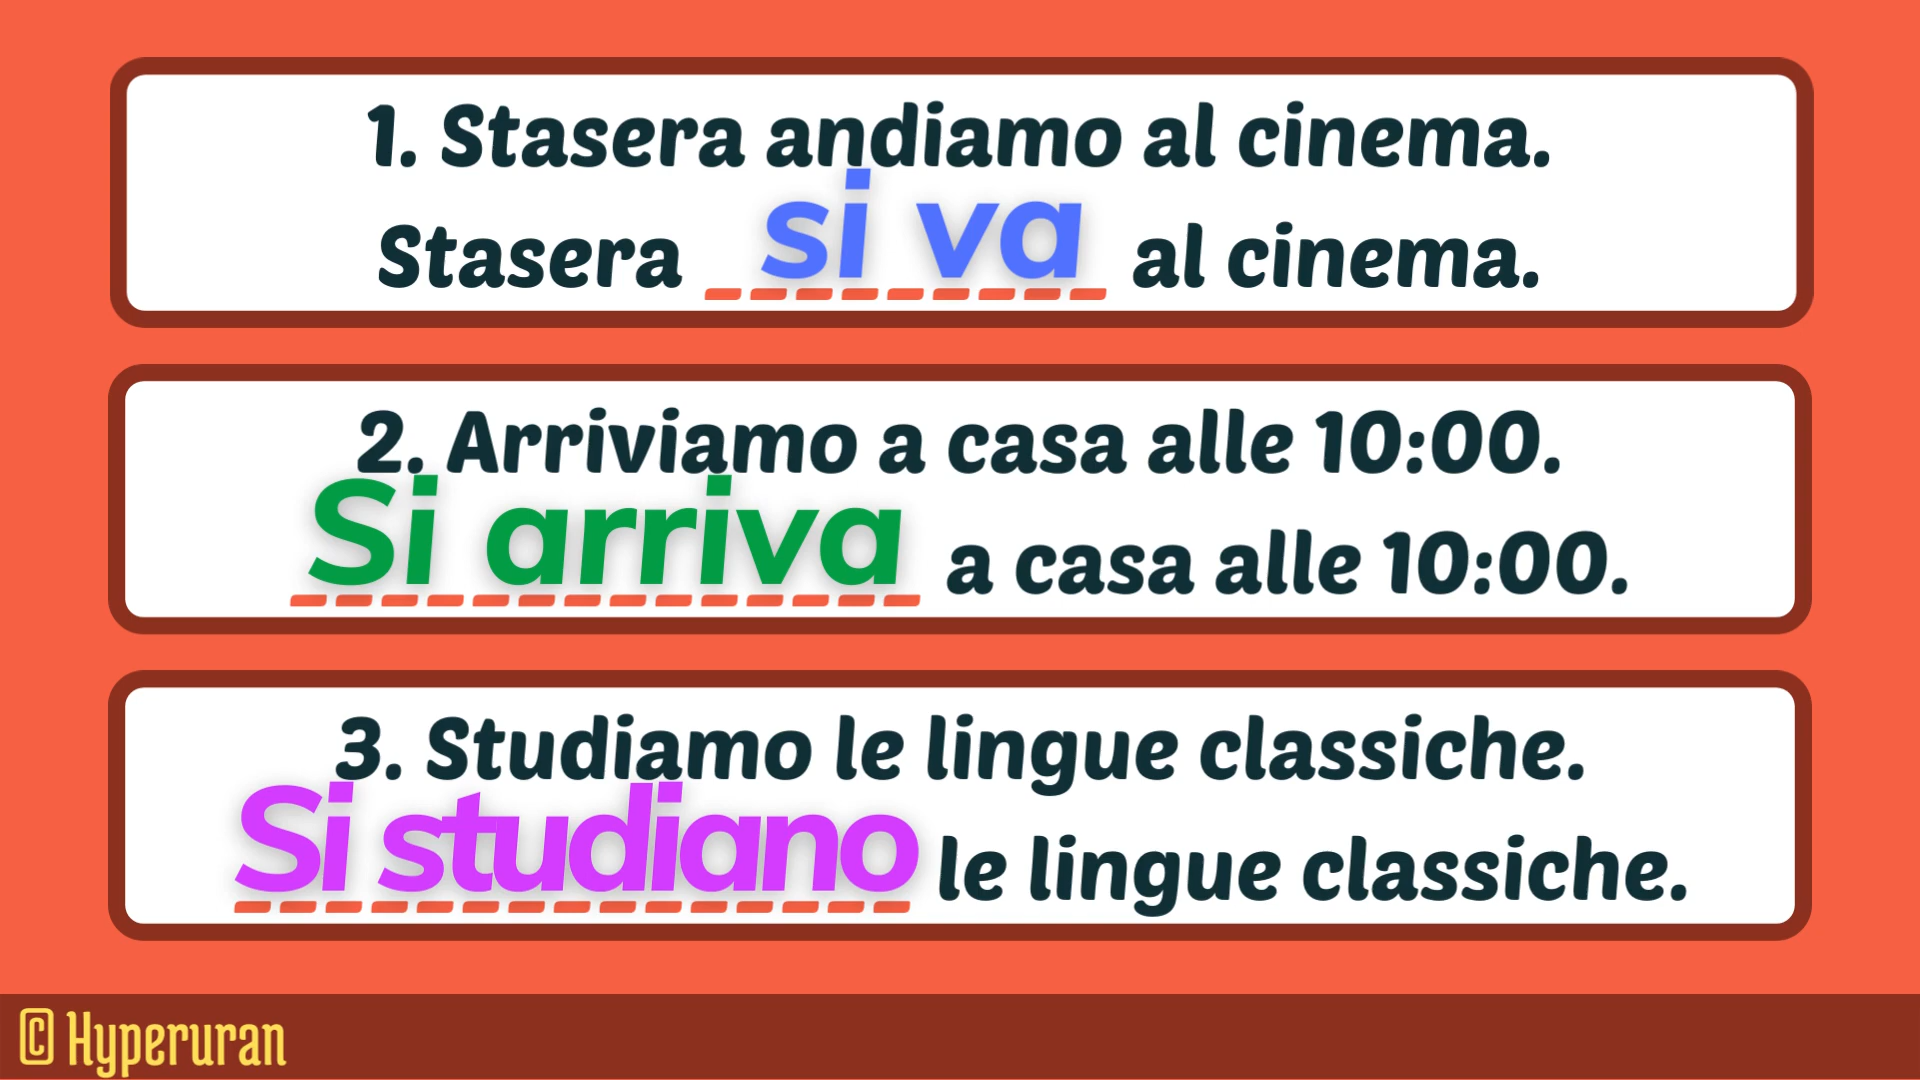 1. Stasera andiamo al cinema.
Stasera si va al cinema.
2. Arriviamo a casa alle 10:00.
Si arriva a casa alle 10:00.
3. Studiamo le lingue classiche.
Si studiano le lingue classiche.
© Hyperuran